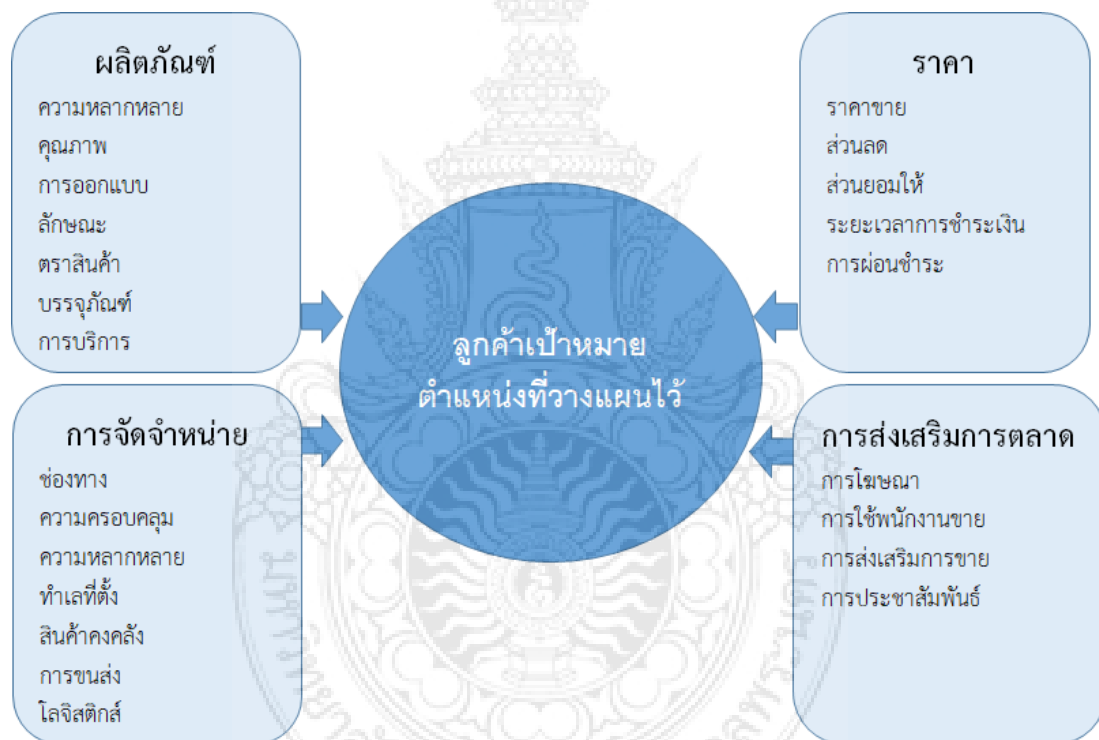 ผลิตภัณฑ์
ความหลากหลาย
คุณภาพ
การออกแบบ
ลักษณะ
ตราสินค้า
บรรจุภัณฑ์
การบริการ
ราคา
ราคาขาย
ส่วนลด
ส่วนยอมให้
ระยะเวลาการชำระเงิน
การผ่อนชำระ
ลูกค้าเป้าหมาย
ตำแหน่งที่วางแผนไว้
การจัดจำหน่าย
ช่องทาง
ความครอบคลุม
ความหลากหลาย
ทำเลที่ตั้ง
สินค้าคงคลัง
การขนส่ง
โลจิสติกส์
การส่งเสริมการตลาด
การโฆษณา
การใช้พนักงานขาย
การส่งเสริมการขาย
การประชาสัมพันธ์